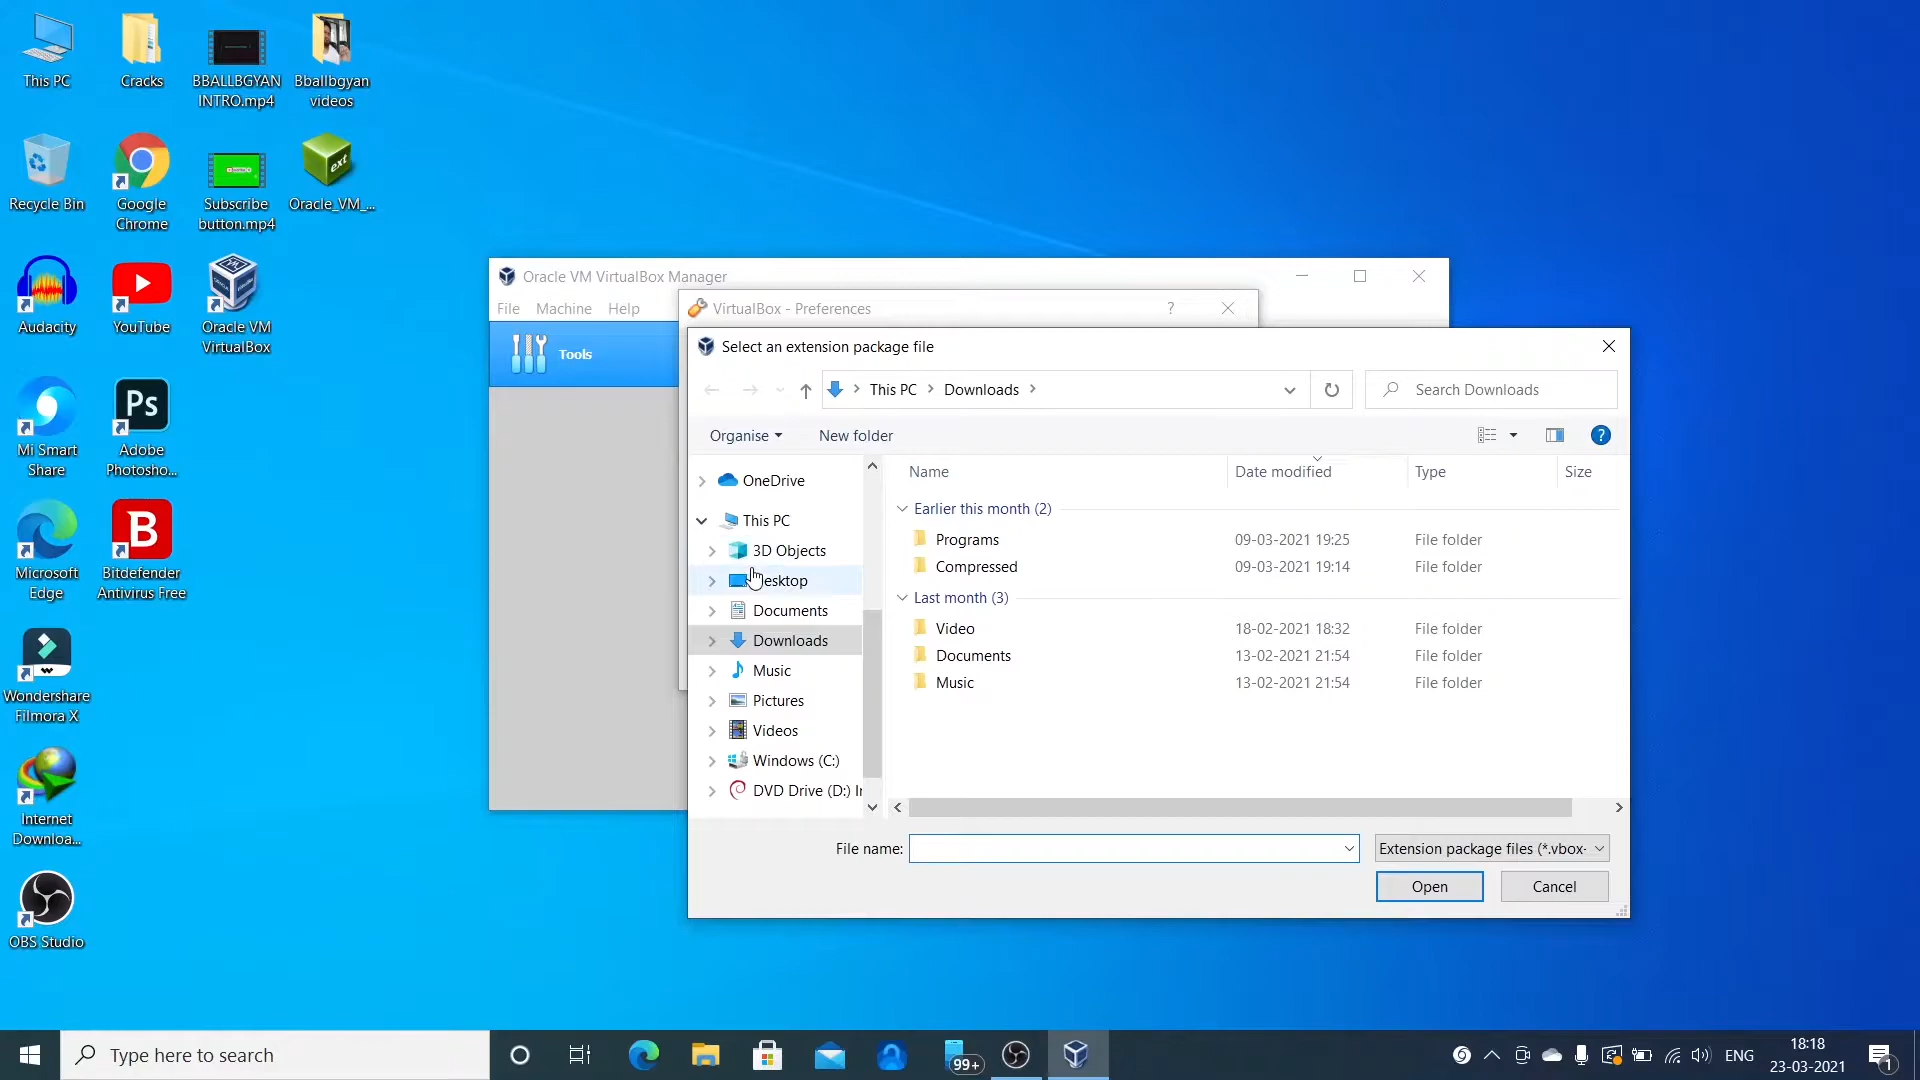 This PC
Cracks
BBALLBGYAN
INTRO.mp4
Bballbgyan
videos
Recycle Bin
Google
Chrome
Subscribe
button.mp4
ext
Oracle_VM_...
Audacity
YouTube
Oracle VM
VirtualBox
Mi Smart
Share
Ps
Adobe
Photosho...
Microsoft
Edge
B
Bitdefender
Antivirus Free
Wondershare
Filmora X
Internet
Downloa...
OBS Studio
Oracle VM VirtualBox Manager
File Machine Help
VirtualBox - Preferences
?
Tools
Select an extension package file
This PC > Downloads >
Search Downloads
Organise
New folder
?
OneDrive
This PC
3D Objects
Desktop
Documents
Downloads
Music
Pictures
Videos
Windows (C:)
DVD Drive (D:) In
Name Date modified Type Size
Earlier this month (2)
Programs 09-03-2021 19:25 File folder
Compressed 09-03-2021 19:14 File folder
Last month (3)
Video 18-02-2021 18:32 File folder
Documents 13-02-2021 21:54 File folder
Music 13-02-2021 21:54 File folder
File name:
Extension package files (*.vbox-
Open
Cancel
Type here to search
99+
ENG
18:18
23-03-2021
1